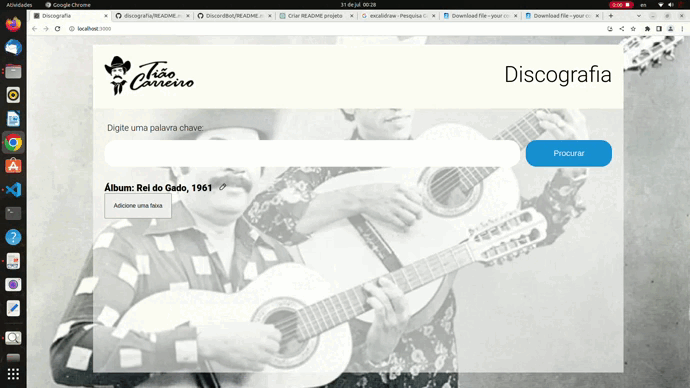 Atividades Google Chrome 31 de jul 00:28 0:00 en
Discografia discografia/README.m DiscordBot/README.m Criar README projeto excalidraw - Pesquisa G Download file – your es Download file – your es
localhost:3000
Tião Carreiro
Discografia
Digite uma palavra chave:
Procurar
Álbum: Rei do Gado, 1961
Adicione uma faixa